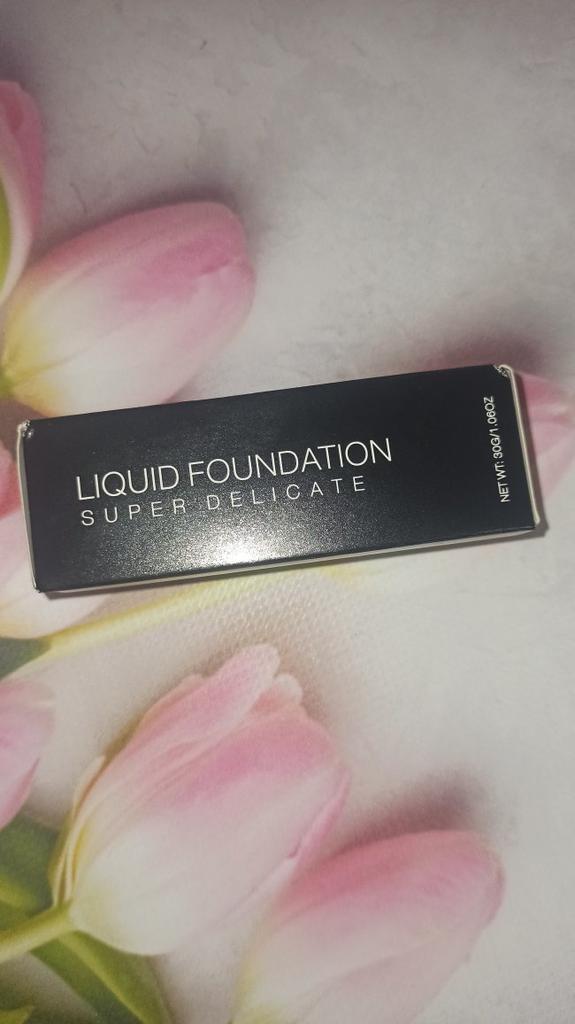 LIQUID FOUNDATION
SUPER DELICATE
NET WT: 30G/1.06OZ